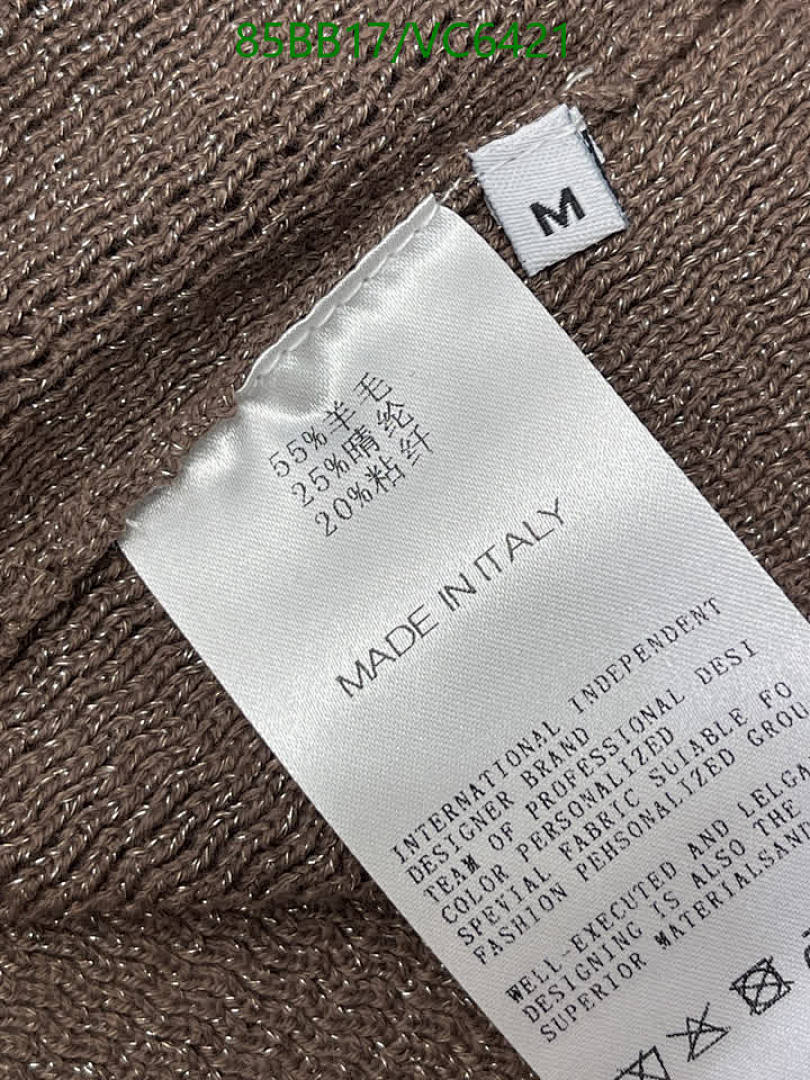 85BB17/VC6421
M
55%羊毛
25%晴纶
20%粘纤
MADE IN ITALY
INTERNATIONAL INDEPENDENT
DESIGNER BRAND
TEAM OF PROFESSIONAL DESI
COLOR PERSONALIZED
SPEVIAL FABRIC SUIABLE FO
FASHION PEHSONALIZED GROU
WELL-EXECUTED AND LELGA
DESIGNING IS ALSO THE
SUPERIOR MATERIALSAN